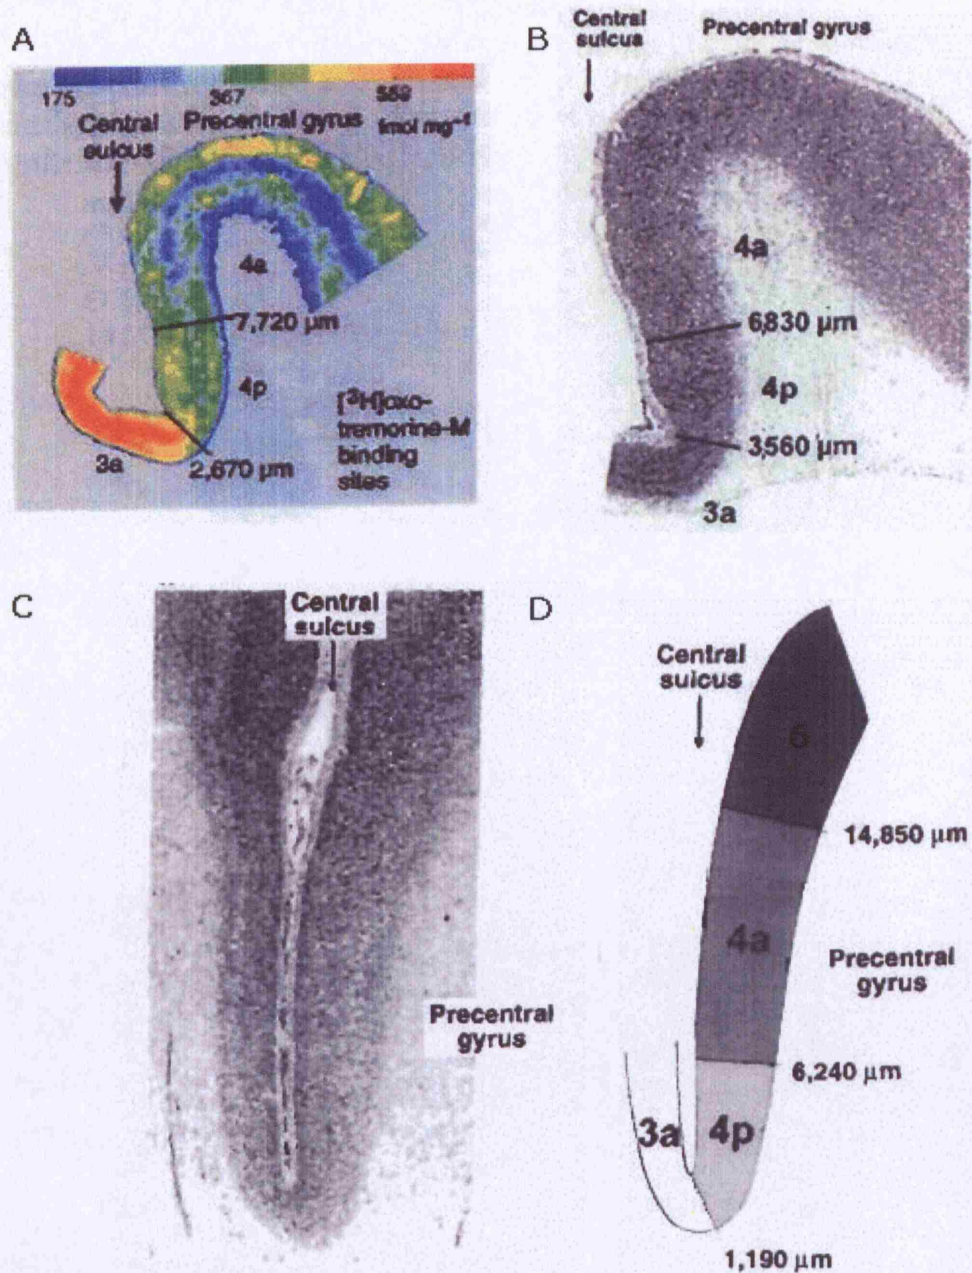 A
175
367
559
fmol mg⁻¹
Central
sulcus
Precentral gyrus
4a
7,720 µm
4p
[³H]oxo-
tremorine-M
binding
sites
3a
2,670 µm
B
Central
sulcus
Precentral gyrus
4a
6,830 µm
4p
3,560 µm
3a
C
Central
sulcus
Precentral
gyrus
D
Central
sulcus
6
14,850 µm
4a
Precentral
gyrus
6,240 µm
3a
4p
1,190 µm